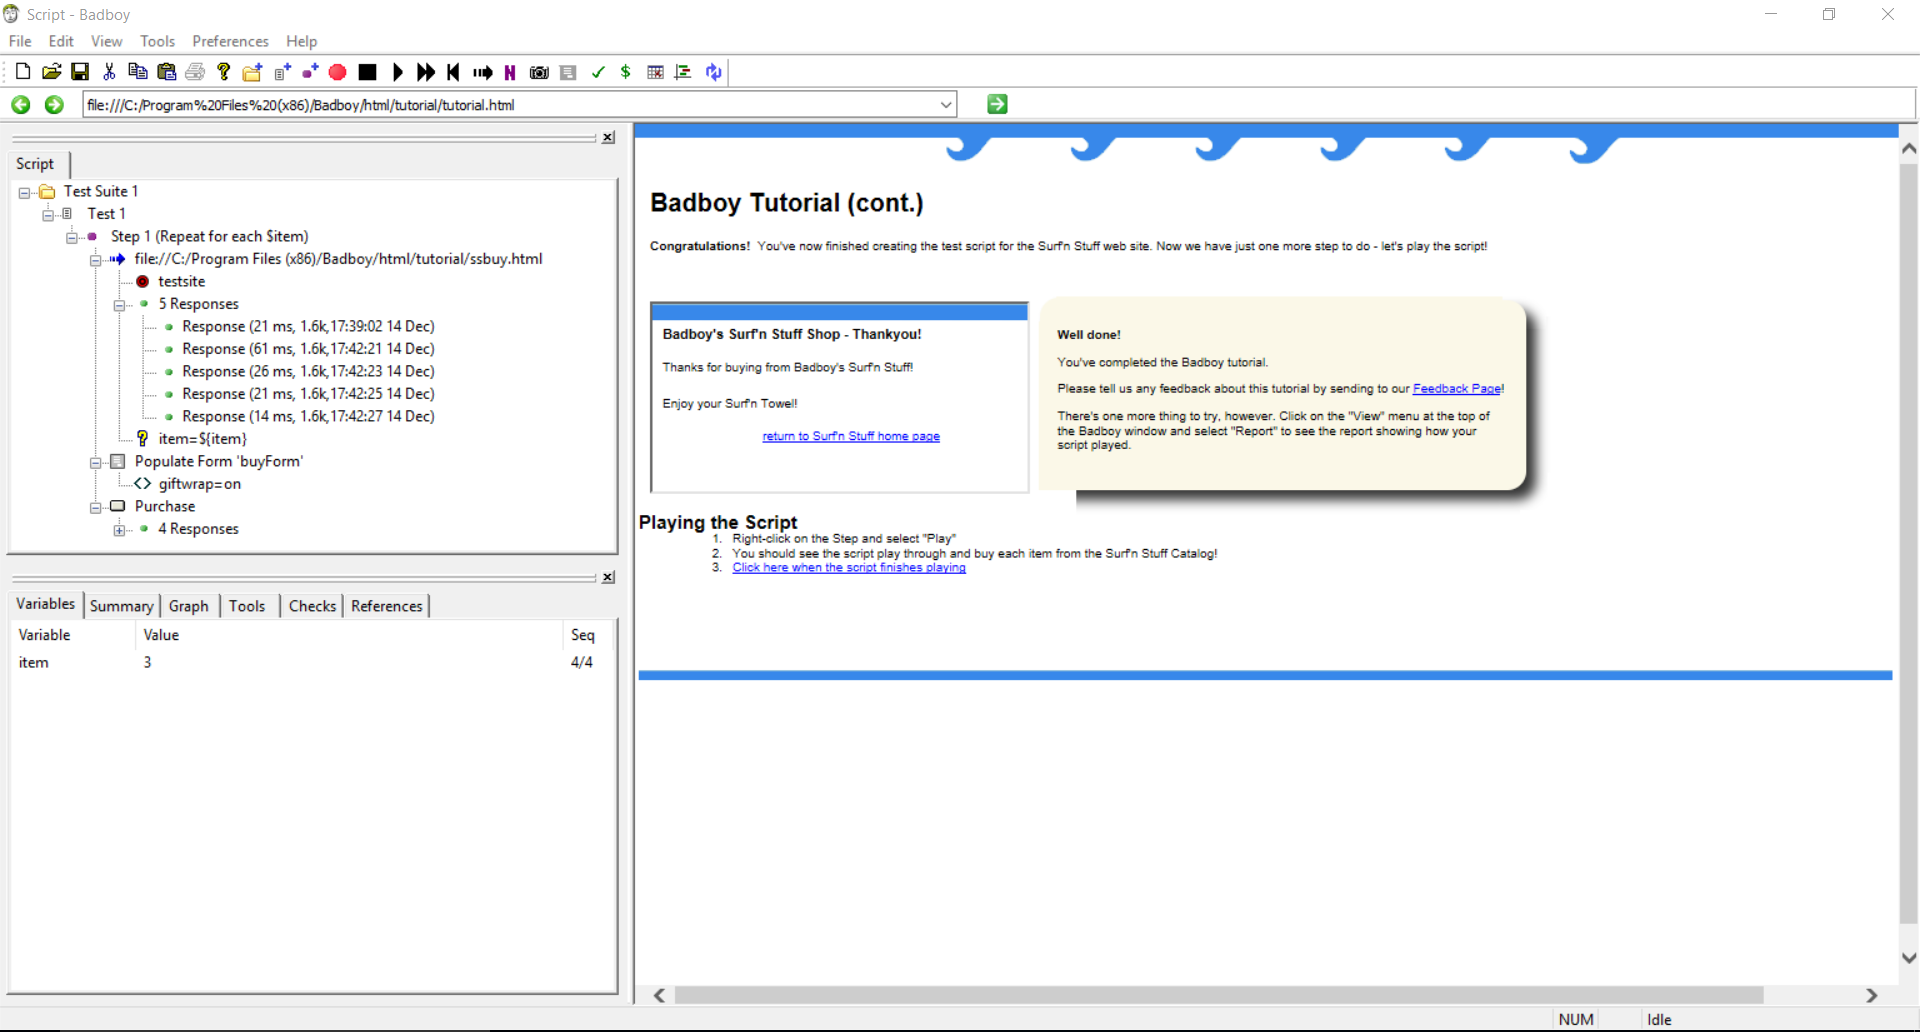 Script - Badboy
File Edit View Tools Preferences Help
file:///C:/Program%20Files%20(x86)/Badboy/html/tutorial/tutorial.html
Script
Test Suite 1
Test 1
Step 1 (Repeat for each $item)
file://C:/Program Files (x86)/Badboy/html/tutorial/ssbuy.html
testsite
5 Responses
Response (21 ms, 1.6k,17:39:02 14 Dec)
Response (61 ms, 1.6k,17:42:21 14 Dec)
Response (26 ms, 1.6k,17:42:23 14 Dec)
Response (21 ms, 1.6k,17:42:25 14 Dec)
Response (14 ms, 1.6k,17:42:27 14 Dec)
item=${item}
Populate Form 'buyForm'
giftwrap=on
Purchase
4 Responses
Variables Summary Graph Tools Checks References
Variable Value Seq
item 3 4/4
Badboy Tutorial (cont.)
Congratulations! You've now finished creating the test script for the Surf'n Stuff web site. Now we have just one more step to do - let's play the script!
Badboy's Surf'n Stuff Shop - Thankyou!
Thanks for buying from Badboy's Surf'n Stuff!
Enjoy your Surf'n Towel!
return to Surf'n Stuff home page
Well done!
You've completed the Badboy tutorial.
Please tell us any feedback about this tutorial by sending to our Feedback Page!
There's one more thing to try, however. Click on the "View" menu at the top of
the Badboy window and select "Report" to see the report showing how your
script played.
Playing the Script
1. Right-click on the Step and select "Play"
2. You should see the script play through and buy each item from the Surf'n Stuff Catalog!
3. Click here when the script finishes playing
NUM Idle